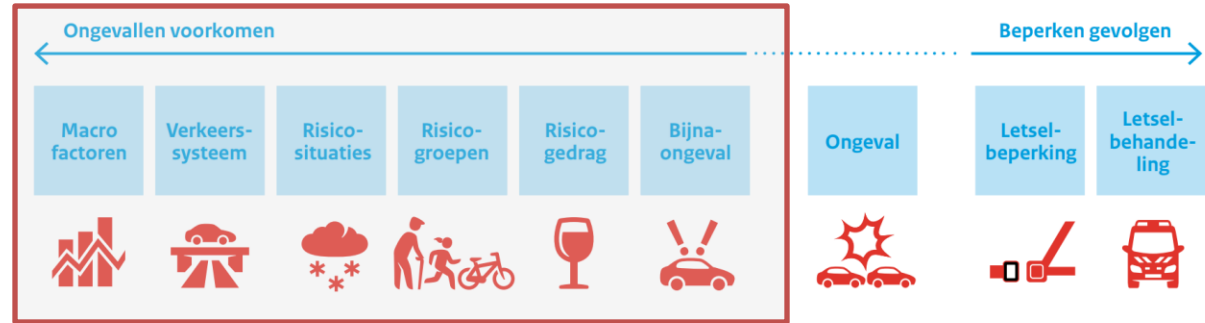 Ongevallen voorkomen
Beperken gevolgen
Macro
factoren
Verkeers-
systeem
Risico-
situaties
Risico-
groepen
Risico-
gedrag
Bijna-
ongeval
Ongeval
Letsel-
beperking
Letsel-
behande-
ling